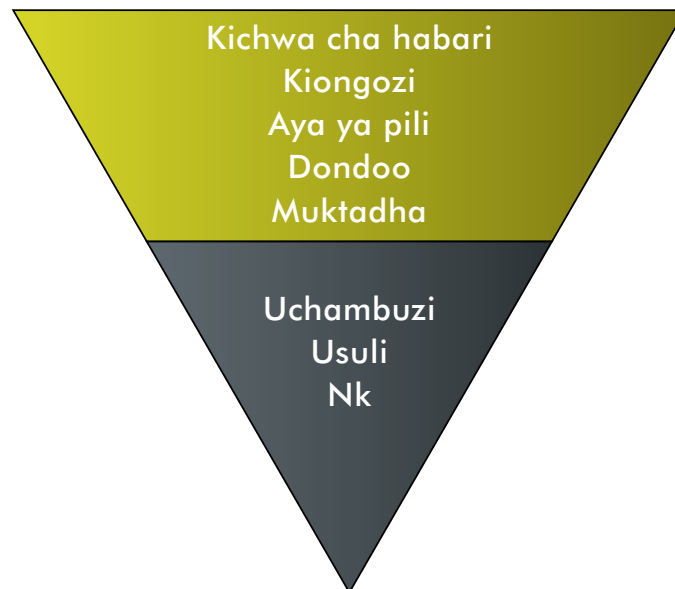 Kichwa cha habari
Kiongozi
Aya ya pili
Dondoo
Muktadha
Uchambuzi
Usuli
Nk